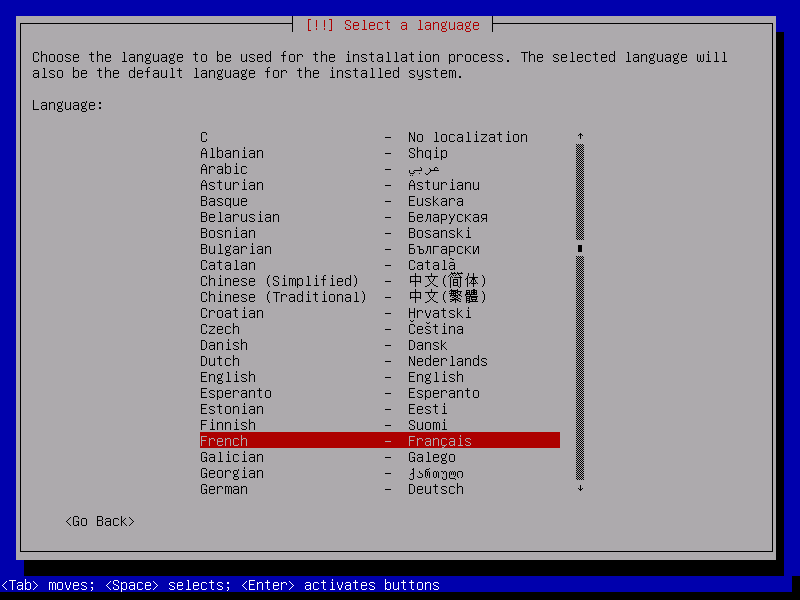 [!!] Select a language
Choose the language to be used for the installation process. The selected language will
also be the default language for the installed system.
Language:
C - No localization
Albanian - Shqip
Arabic - عربي
Asturian - Asturianu
Basque - Euskara
Belarusian - Беларуская
Bosnian - Bosanski
Bulgarian - Български
Catalan - Català
Chinese (Simplified) - 中文(简体)
Chinese (Traditional) - 中文(繁體)
Croatian - Hrvatski
Czech - Čeština
Danish - Dansk
Dutch - Nederlands
English - English
Esperanto - Esperanto
Estonian - Eesti
Finnish - Suomi
French - Français
Galician - Galego
Georgian - ქართული
German - Deutsch
<Go Back>
<Tab> moves; <Space> selects; <Enter> activates buttons